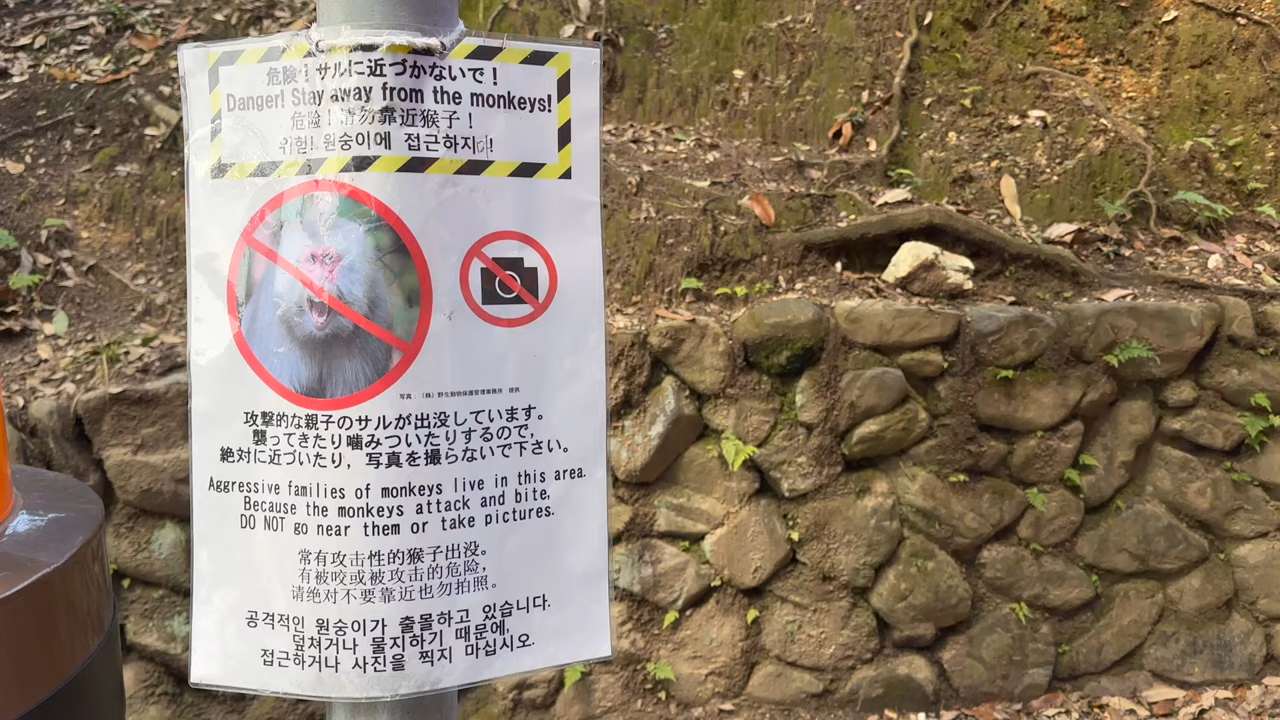 危険！サルに近づかないで！
Danger! Stay away from the monkeys!
危险！请勿靠近猴子！
위험! 원숭이에 접근하지마!
写真：（株）野生動物保護管理事務所　提供
攻撃的な親子のサルが出没しています。
襲ってきたり噛みついたりするので，
絶対に近づいたり，写真を撮らないで下さい。
Aggressive families of monkeys live in this area.
Because the monkeys attack and bite,
DO NOT go near them or take pictures.
常有攻击性的猴子出没。
有被咬或被攻击的危险，
请绝对不要靠近也勿拍照。
공격적인 원숭이가 출몰하고 있습니다.
덮쳐거나 물지하기 때문에,
접근하거나 사진을 찍지 마십시오.